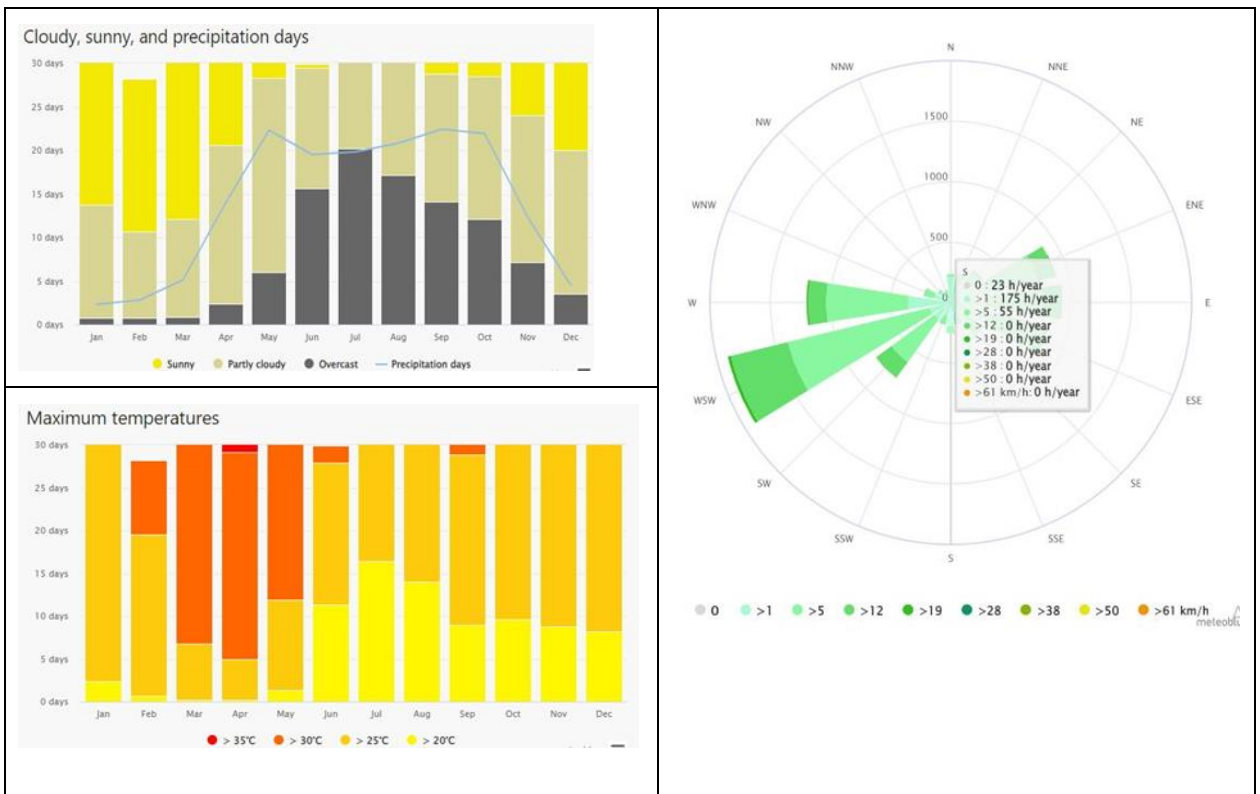 Cloudy, sunny, and precipitation days
30 days
25 days
20 days
15 days
10 days
5 days
0 days
Jan Feb Mar Apr May Jun Jul Aug Sep Oct Nov Dec
Sunny Partly cloudy Overcast Precipitation days
Maximum temperatures
30 days
25 days
20 days
15 days
10 days
5 days
0 days
Jan Feb Mar Apr May Jun Jul Aug Sep Oct Nov Dec
> 35°C > 30°C > 25°C > 20°C
N
NNW NNE
NW NE
1500
1000
WNW ENE
500
S
0 : 23 h/year
>1 : 175 h/year
>5 : 55 h/year
>12 : 0 h/year
>19 : 0 h/year
>28 : 0 h/year
>38 : 0 h/year
>50 : 0 h/year
>61 km/h: 0 h/year
W 0 E
WSW ESE
SW SE
SSW SSE
S
0 >1 >5 >12 >19 >28 >38 >50 >61 km/h